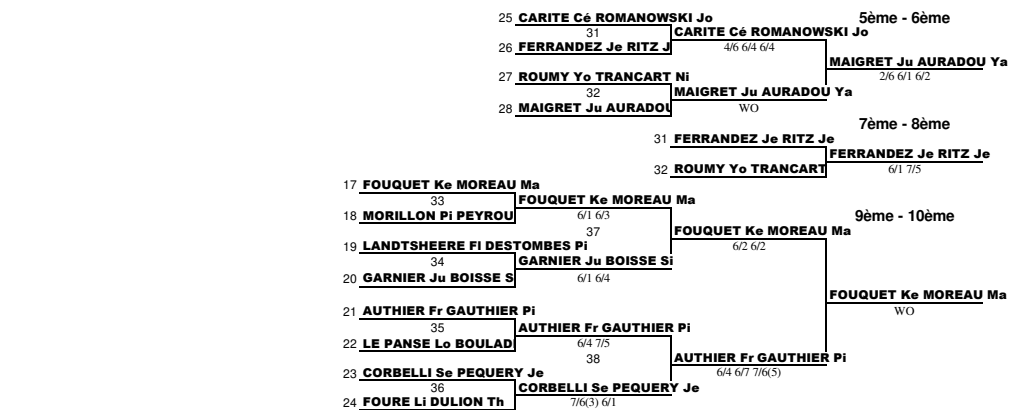 25 CARITE Cé ROMANOWSKI Jo 5ème - 6ème
31 CARITE Cé ROMANOWSKI Jo
26 FERRANDEZ Je RITZ J 4/6 6/4 6/4
MAIGRET Ju AURADOU Ya
27 ROUMY Yo TRANCART Ni 2/6 6/1 6/2
32 MAIGRET Ju AURADOU Ya
28 MAIGRET Ju AURADOU WO
7ème - 8ème
31 FERRANDEZ Je RITZ Je
FERRANDEZ Je RITZ Je
32 ROUMY Yo TRANCART 6/1 7/5
17 FOUQUET Ke MOREAU Ma
33 FOUQUET Ke MOREAU Ma
18 MORILLON Pi PEYROU 6/1 6/3 9ème - 10ème
37 FOUQUET Ke MOREAU Ma
19 LANDTSHEERE Fl DESTOMBES Pi 6/2 6/2
34 GARNIER Ju BOISSE Si
20 GARNIER Ju BOISSE S 6/1 6/4
FOUQUET Ke MOREAU Ma
21 AUTHIER Fr GAUTHIER Pi WO
35 AUTHIER Fr GAUTHIER Pi
22 LE PANSE Lo BOULAD 6/4 7/5
38 AUTHIER Fr GAUTHIER Pi
23 CORBELLI Se PEQUERY Je 6/4 6/7 7/6(5)
36 CORBELLI Se PEQUERY Je
24 FOURE Li DULION Th 7/6(3) 6/1